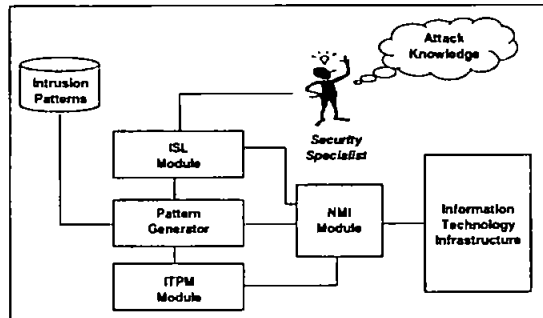 Attack
Knowledge
Intrusion
Patterns
Security
Specialist
ISL
Module
Pattern
Generator
NMI
Module
Information
Technology
Infrastructure
ITPM
Module